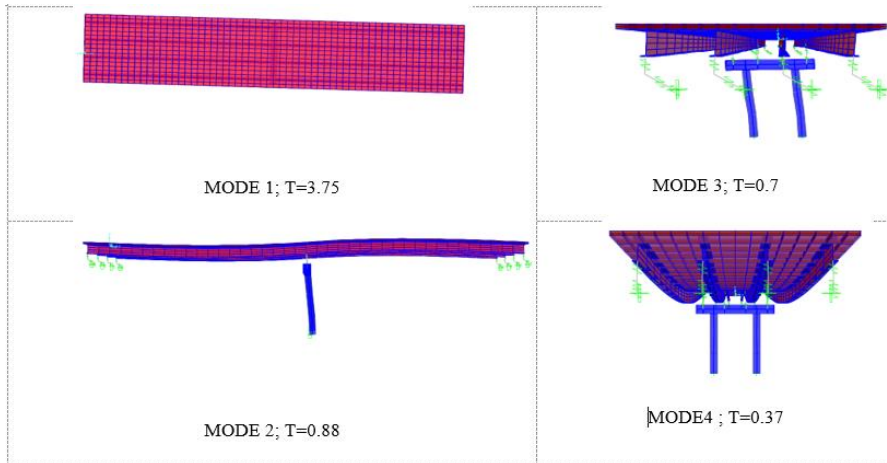 MODE 1; T=3.75
MODE 3; T=0.7
MODE 2; T=0.88
MODE4 ; T=0.37